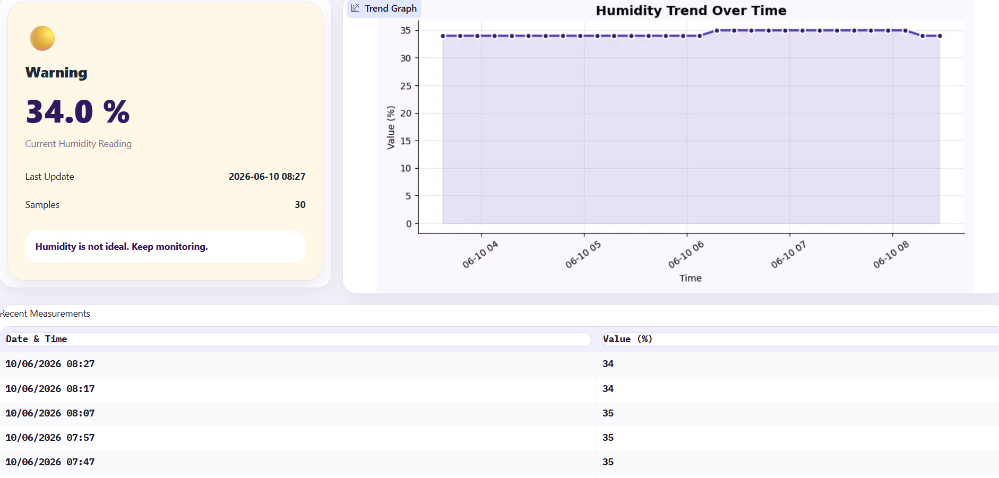 Warning
34.0 %
Current Humidity Reading
Last Update 2026-06-10 08:27
Samples 30
Humidity is not ideal. Keep monitoring.
Trend Graph
Humidity Trend Over Time
Value (%)
35
30
25
20
15
10
5
0
06-10 04
06-10 05
06-10 06
06-10 07
06-10 08
Time
Recent Measurements
Date & Time Value (%)
10/06/2026 08:27 34
10/06/2026 08:17 34
10/06/2026 08:07 35
10/06/2026 07:57 35
10/06/2026 07:47 35